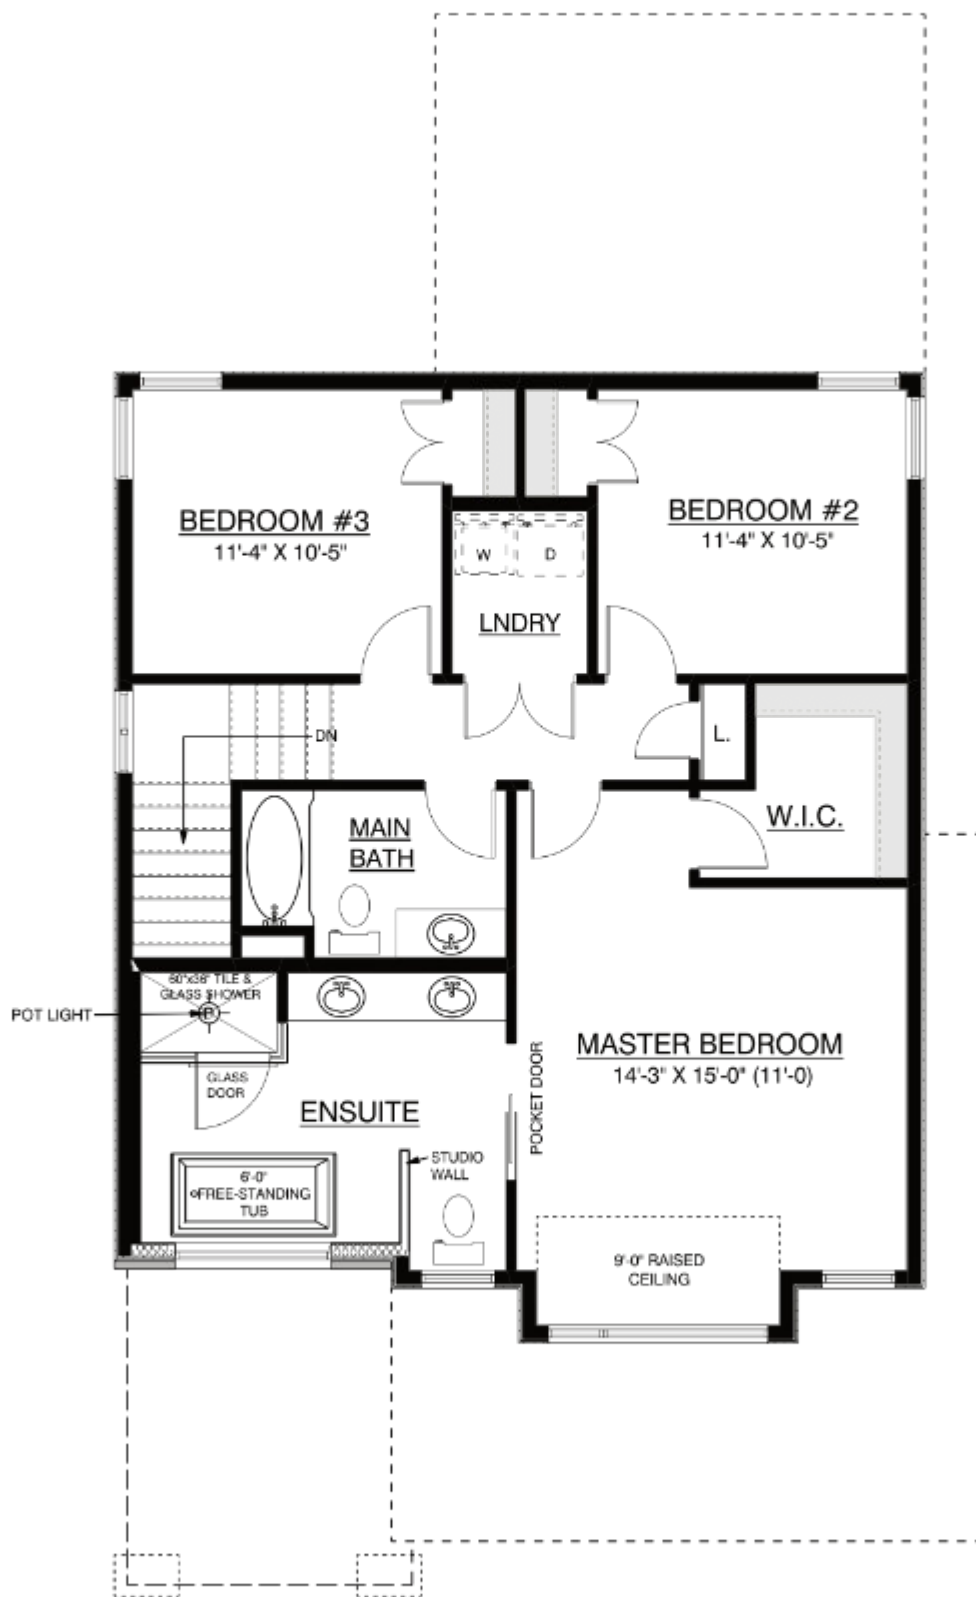 BEDROOM #3
11'-4" X 10'-5"
BEDROOM #2
11'-4" X 10'-5"
W
D
LNDRY
DN
L.
W.I.C.
MAIN
BATH
60"x36" TILE &
GLASS SHOWER
POT LIGHT
P
GLASS
DOOR
ENSUITE
POCKET DOOR
MASTER BEDROOM
14'-3" X 15'-0" (11'-0)
STUDIO
WALL
6'-0"
FREE-STANDING
TUB
9'-0" RAISED
CEILING